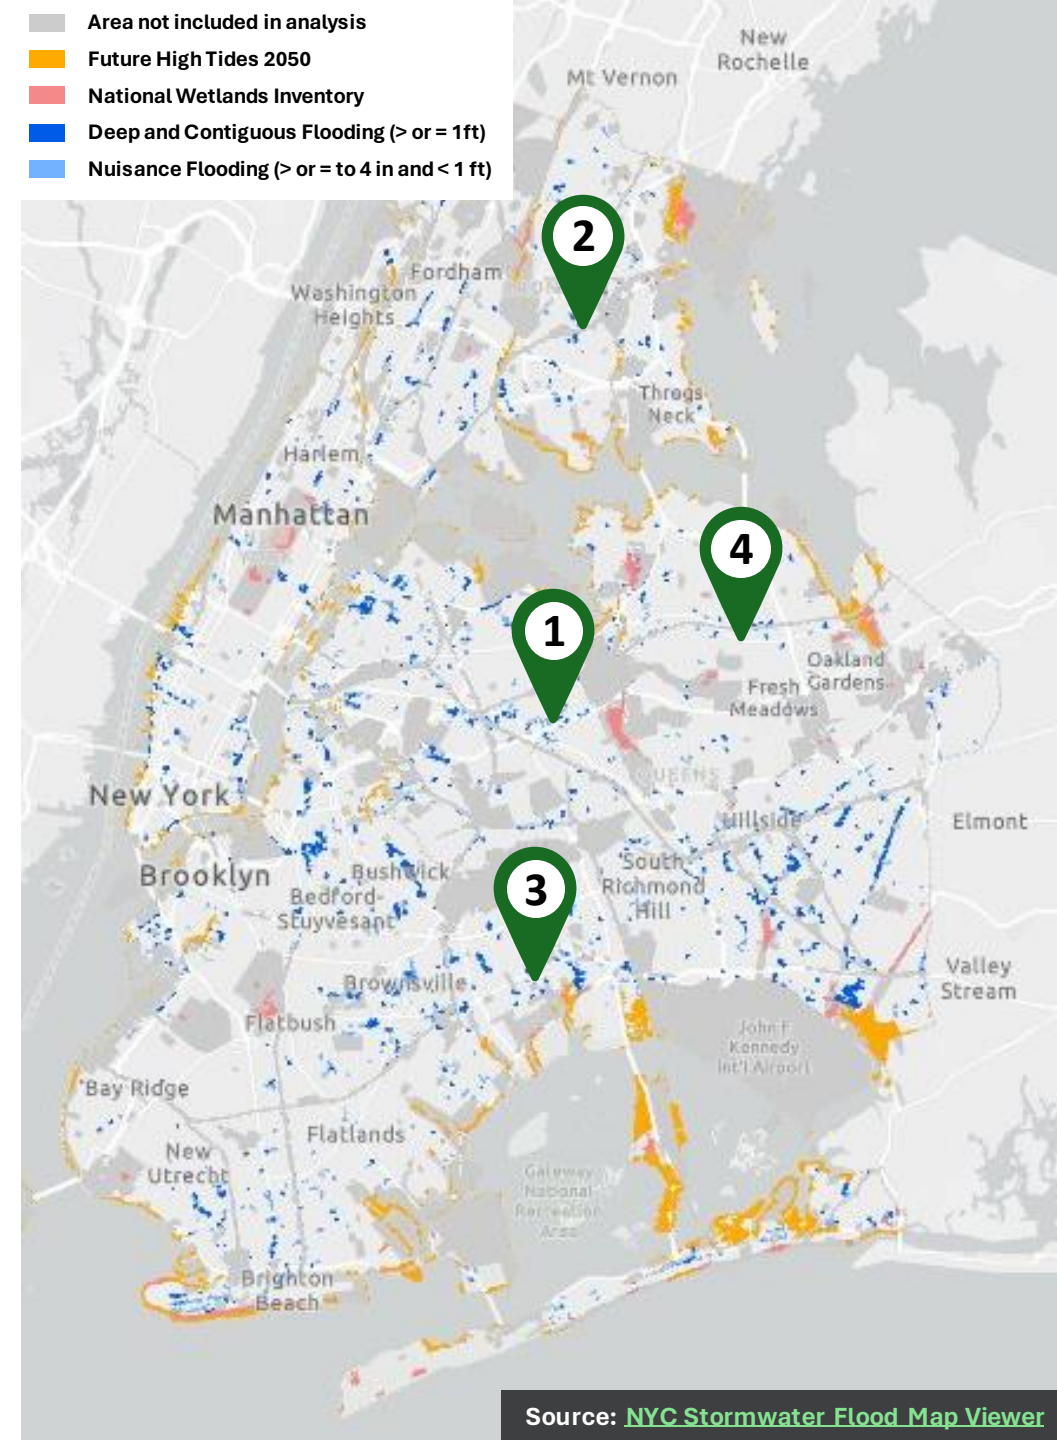 Area not included in analysis
Future High Tides 2050
National Wetlands Inventory
Deep and Contiguous Flooding (> or = 1ft)
Nuisance Flooding (> or = to 4 in and < 1 ft)
New
Rochelle
Mt Vernon
2
Fordham
Washington
Heights
Throgs
Neck
Harlem
Manhattan
4
1
Oakland
Gardens
Fresh
Meadows
QUEENS
New York
Hillside
Elmont
Brooklyn
Bushwick
Bedford-
Stuyvesant
South
Richmond
Hill
3
Brownsville
Valley
Stream
Flatbush
John F
Kennedy
Int'l Airport
Bay Ridge
Flatlands
New
Utrecht
Gateway
National
Recreation
Area
Brighton
Beach
Source: NYC Stormwater Flood Map Viewer